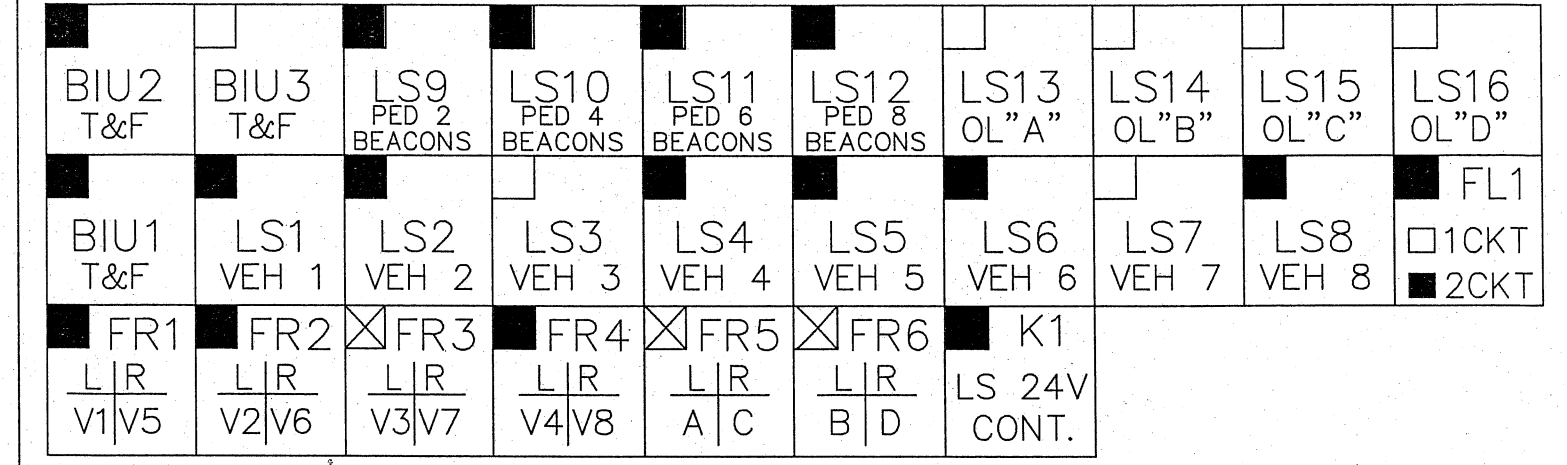 BIU2
T&F
BIU3
T&F
LS9
PED 2
BEACONS
LS10
PED 4
BEACONS
LS11
PED 6
BEACONS
LS12
PED 8
BEACONS
LS13
OL"A"
LS14
OL"B"
LS15
OL"C"
LS16
OL"D"
BIU1
T&F
LS1
VEH 1
LS2
VEH 2
LS3
VEH 3
LS4
VEH 4
LS5
VEH 5
LS6
VEH 6
LS7
VEH 7
LS8
VEH 8
FL1
1CKT
2CKT
FR1
L R
V1 V5
FR2
L R
V2 V6
FR3
L R
V3 V7
FR4
L R
V4 V8
FR5
L R
A C
FR6
L R
B D
K1
LS 24V
CONT.